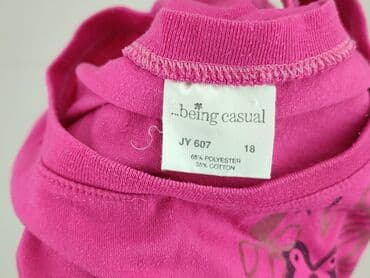 ...being casual
JY 607 18
65% POLYESTER
35% COTTON